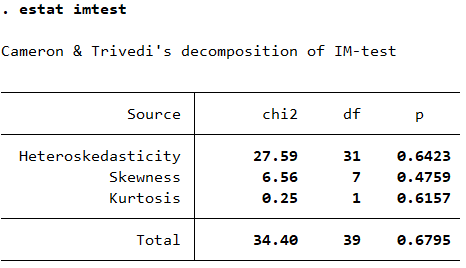 . estat imtest
Cameron & Trivedi's decomposition of IM-test
Source chi2 df p
Heteroskedasticity 27.59 31 0.6423
Skewness 6.56 7 0.4759
Kurtosis 0.25 1 0.6157
Total 34.40 39 0.6795